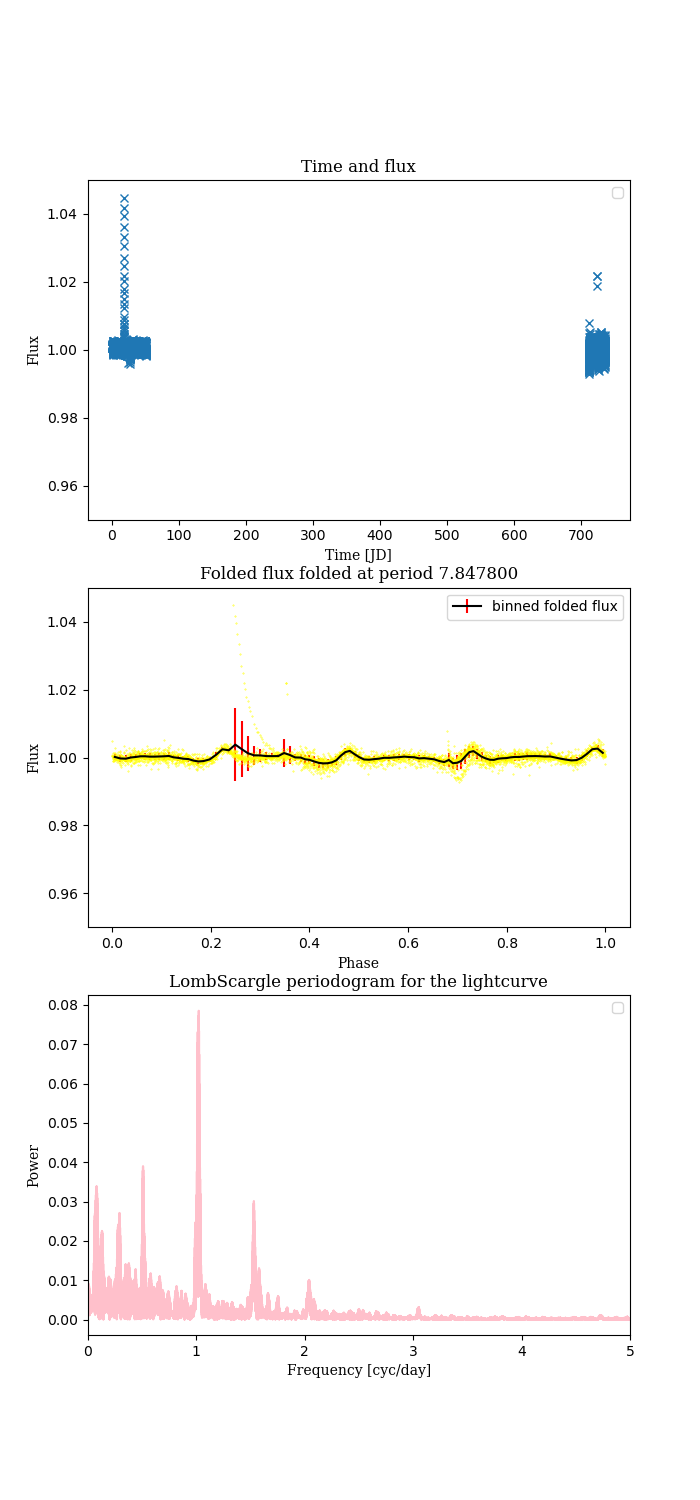 Time and flux
1.04
1.02
1.00
0.98
0.96
Flux
0 100 200 300 400 500 600 700
Time [JD]
Folded flux folded at period 7.847800
binned folded flux
1.04
1.02
1.00
0.98
0.96
Flux
0.0 0.2 0.4 0.6 0.8 1.0
Phase
LombScargle periodogram for the lightcurve
0.08
0.07
0.06
0.05
0.04
0.03
0.02
0.01
0.00
Power
0 1 2 3 4 5
Frequency [cyc/day]